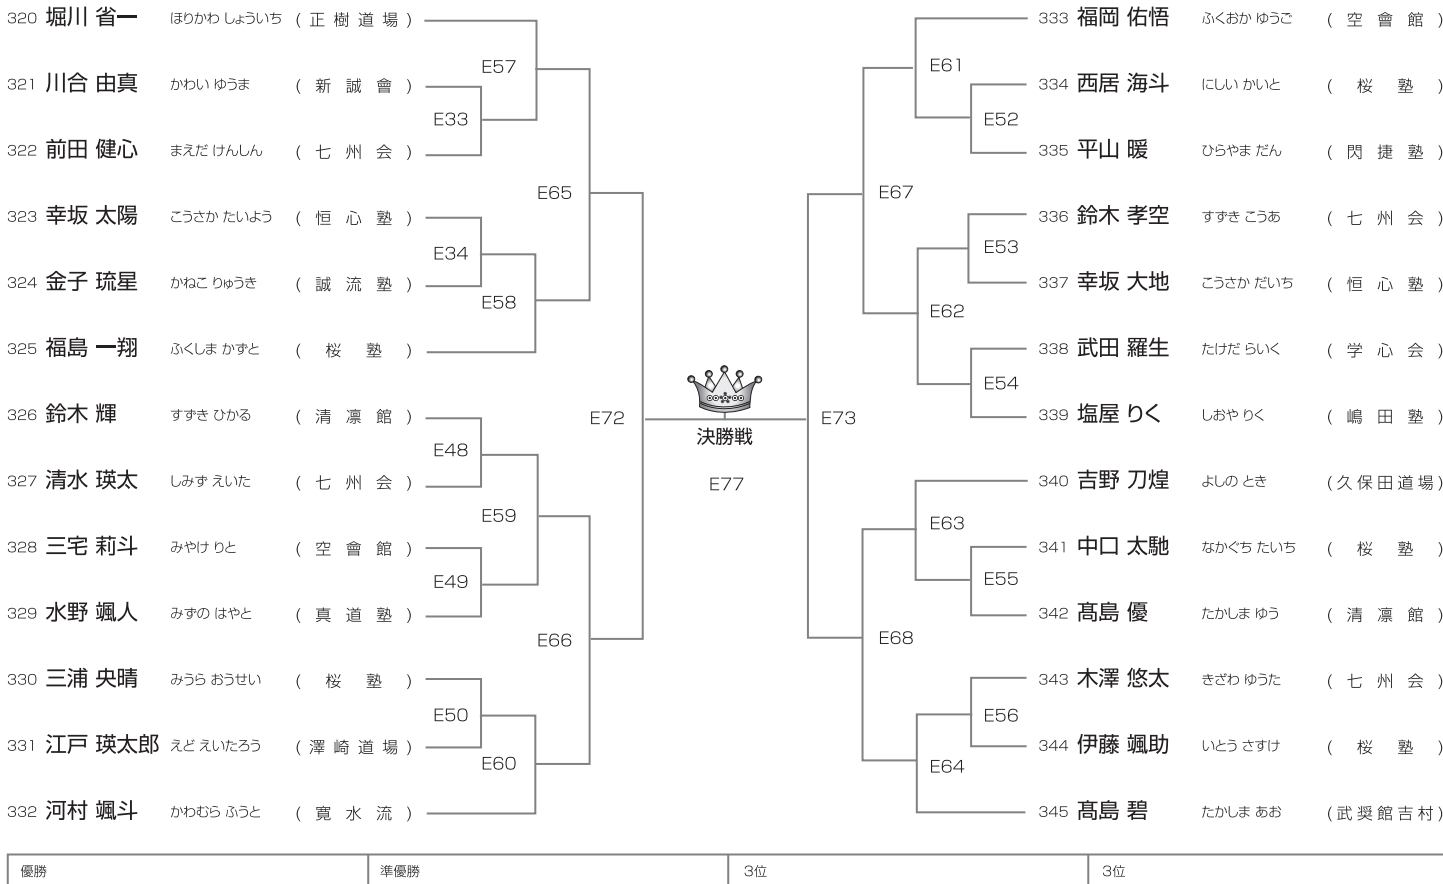 320 堀川 省一 ほりかわ しょういち (正樹道場)
321 川合 由真 かわい ゆうま (新誠會)
322 前田 健心 まえだ けんしん (七州会)
323 幸坂 太陽 こうさか たいよう (恒心塾)
324 金子 琉星 かねこ りゅうき (誠流塾)
325 福島 一翔 ふくしま かずと (桜塾)
326 鈴木 輝 すずき ひかる (清凛館)
327 清水 瑛太 しみず えいた (七州会)
328 三宅 莉斗 みやけ りと (空會館)
329 水野 颯人 みずの はやと (真道塾)
330 三浦 央晴 みうら おうせい (桜塾)
331 江戸 瑛太郎 えど えいたろう (澤崎道場)
332 河村 颯斗 かわむら ふうと (寛水流)
E57
E33
E65
E34
E58
E72
E48
E59
E49
E66
E50
E60
決勝戦
E77
E61
E52
E67
E53
E62
E54
E73
E63
E55
E68
E56
E64
333 福岡 佑悟 ふくおか ゆうご (空會館)
334 西居 海斗 にしい かいと (桜塾)
335 平山 暖 ひらやま だん (閃捷塾)
336 鈴木 孝空 すずき こうあ (七州会)
337 幸坂 大地 こうさか だいち (恒心塾)
338 武田 羅生 たけだ らいく (学心会)
339 塩屋 りく しおや りく (嶋田塾)
340 吉野 刀煌 よしの とき (久保田道場)
341 中口 太馳 なかぐち たいち (桜塾)
342 髙島 優 たかしま ゆう (清凛館)
343 木澤 悠太 きざわ ゆうた (七州会)
344 伊藤 颯助 いとう さすけ (桜塾)
345 髙島 碧 たかしま あお (武奨館吉村)
優勝
準優勝
3位
3位